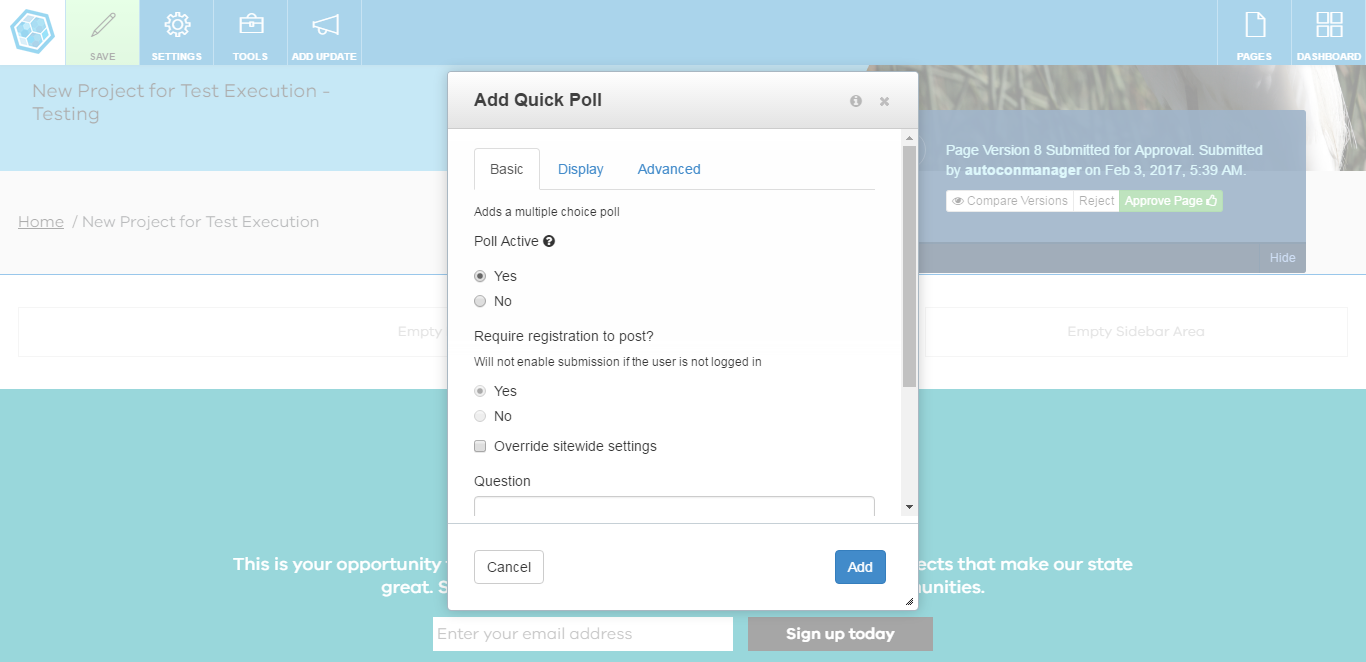 SAVE
SETTINGS
TOOLS
ADD UPDATE
PAGES
DASHBOARD
New Project for Test Execution -
Testing
Home / New Project for Test Execution
Page Version 8 Submitted for Approval. Submitted
by autoconmanager on Feb 3, 2017, 5:39 AM.
Compare Versions
Reject
Approve Page
Hide
Add Quick Poll
Basic
Display
Advanced
Adds a multiple choice poll
Poll Active
Yes
No
Require registration to post?
Will not enable submission if the user is not logged in
Yes
No
Override sitewide settings
Question
Cancel
Add
Empty
Empty Sidebar Area
This is your opportunity
that make our state
great.
Enter your email address
Sign up today